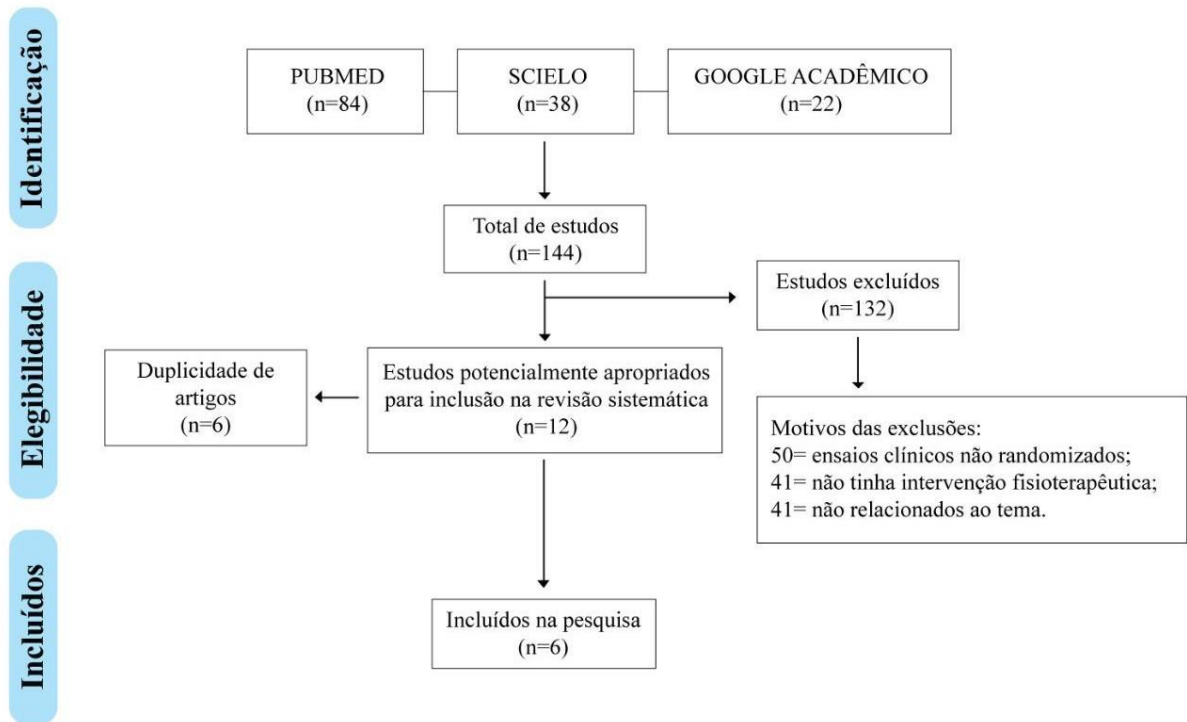 Identificação
PUBMED
(n=84)
SCIELO
(n=38)
GOOGLE ACADÊMICO
(n=22)
Total de estudos
(n=144)
Elegibilidade
Estudos excluídos
(n=132)
Duplicidade de
artigos
(n=6)
Estudos potencialmente apropriados
para inclusão na revisão sistemática
(n=12)
Motivos das exclusões:
50= ensaios clínicos não randomizados;
41= não tinha intervenção fisioterapêutica;
41= não relacionados ao tema.
Incluídos
Incluídos na pesquisa
(n=6)